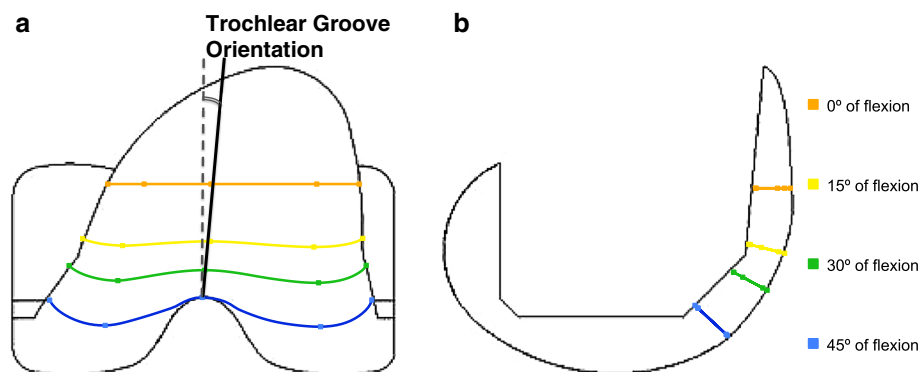 a
Trochlear Groove
Orientation
b
0º of flexion
15º of flexion
30º of flexion
45º of flexion